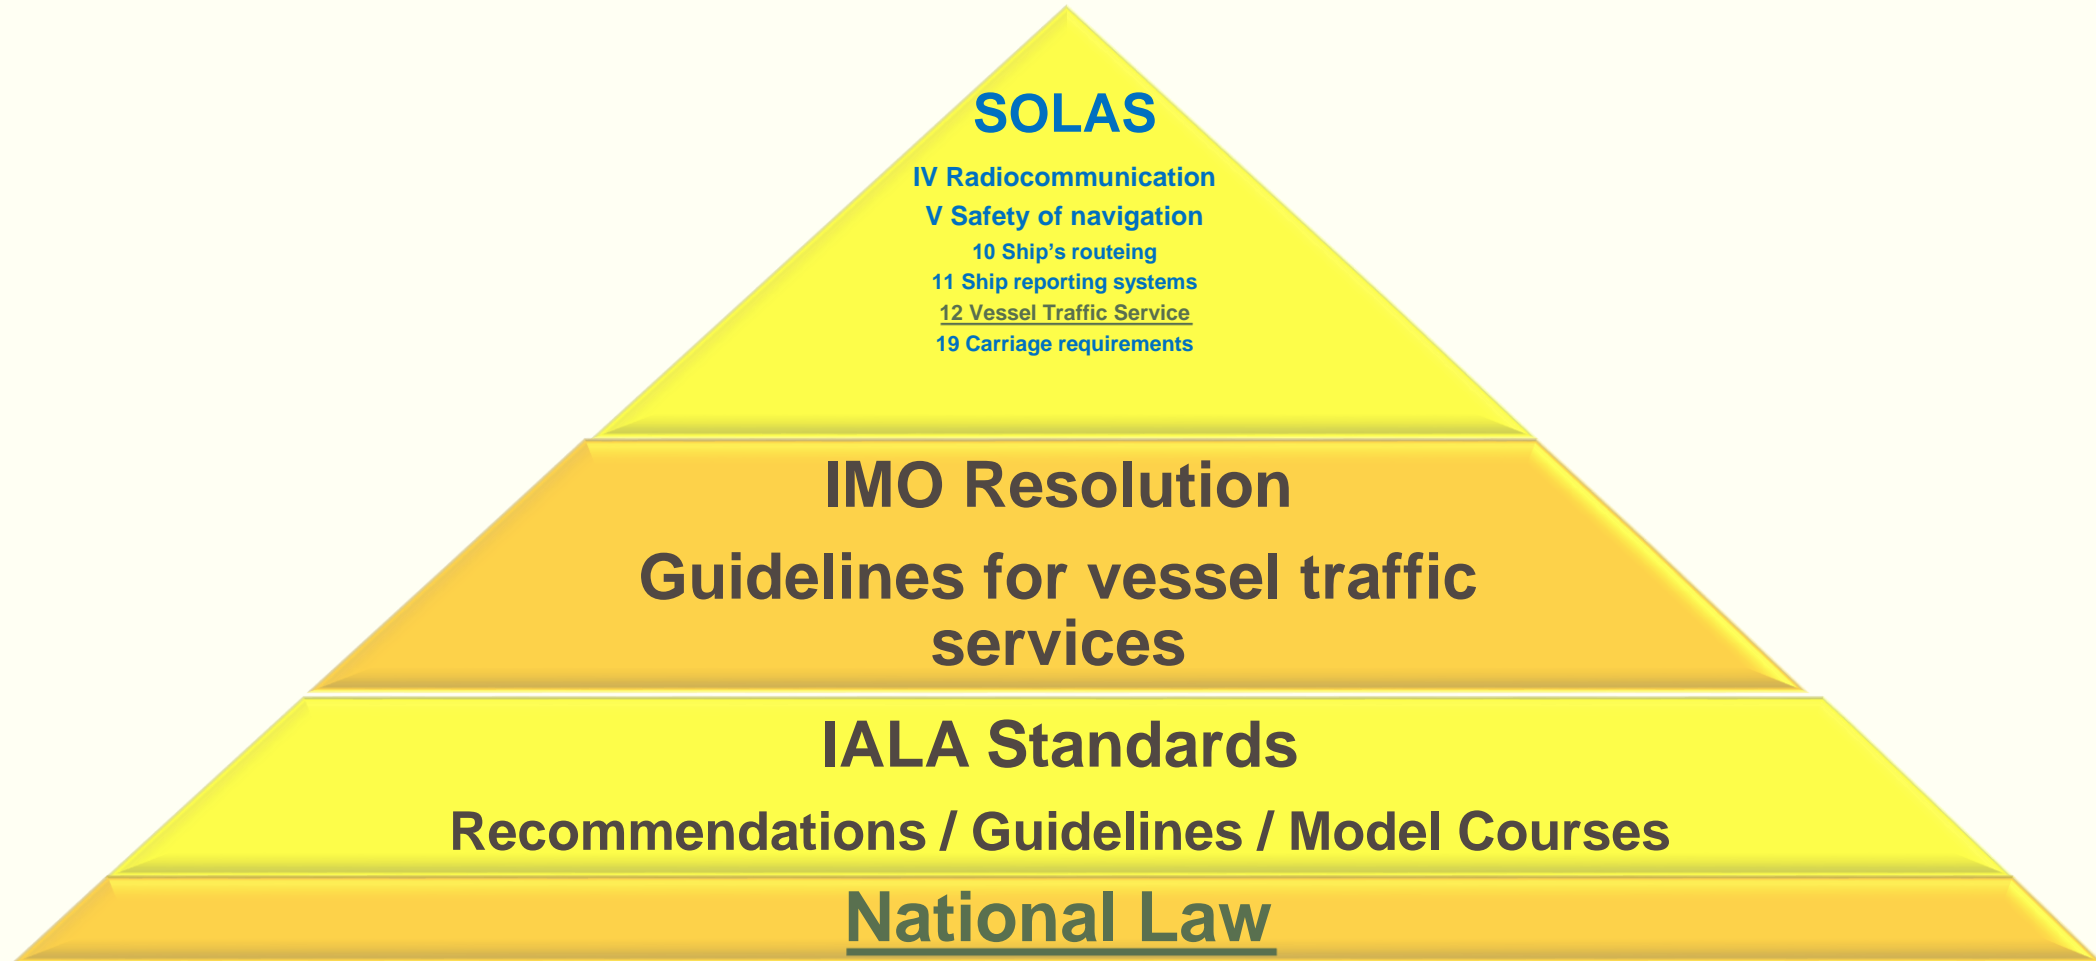 SOLAS
IV Radiocommunication
V Safety of navigation
10 Ship’s routeing
11 Ship reporting systems
12 Vessel Traffic Service
19 Carriage requirements
IMO Resolution
Guidelines for vessel traffic
services
IALA Standards
Recommendations / Guidelines / Model Courses
National Law